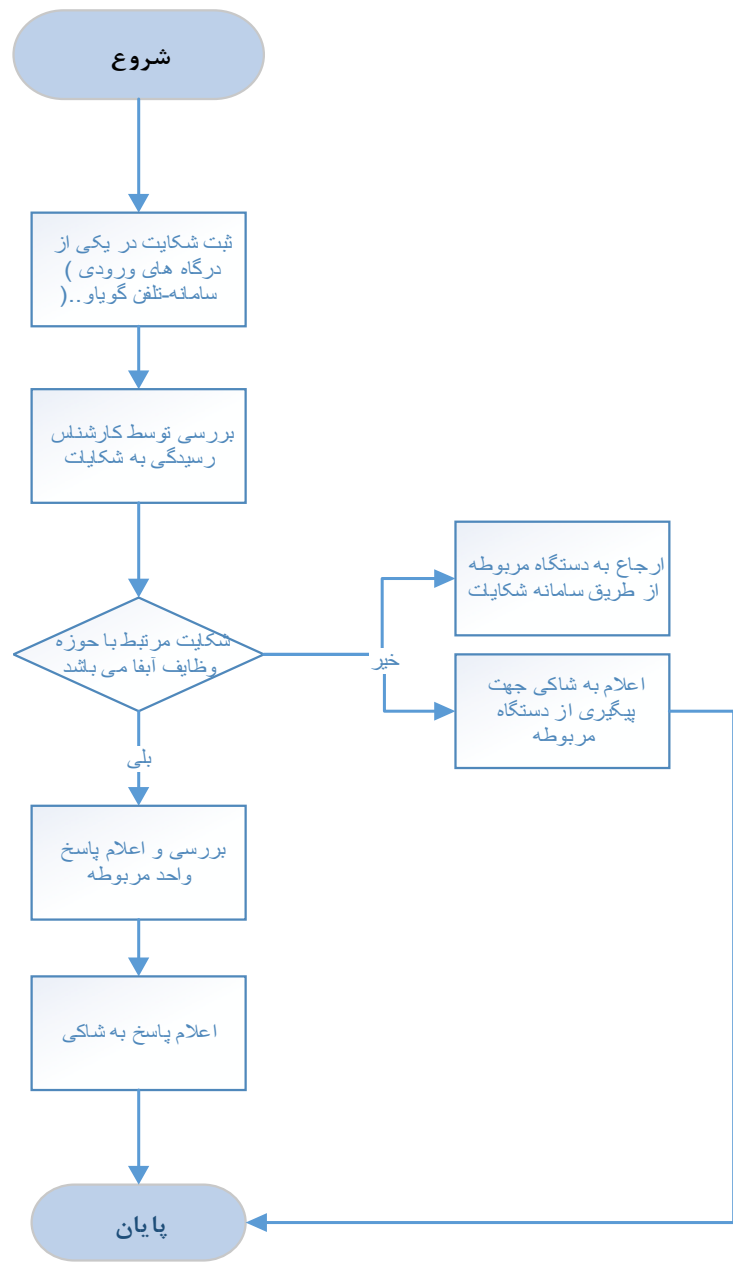 شروع
ثبت شکایت در یکی از
درگاه های ورودی )
سامانه-تلفن گویاو..(
بررسی توسط کارشناس
رسیدگی به شکایات
شکایت مرتبط با حوزه
وظایف آبفا می باشد
خیر
ارجاع به دستگاه مربوطه
از طریق سامانه شکایات
اعلام به شاکی جهت
پیگیری از دستگاه
مربوطه
بلی
بررسی و اعلام پاسخ
واحد مربوطه
اعلام پاسخ به شاکی
پایان